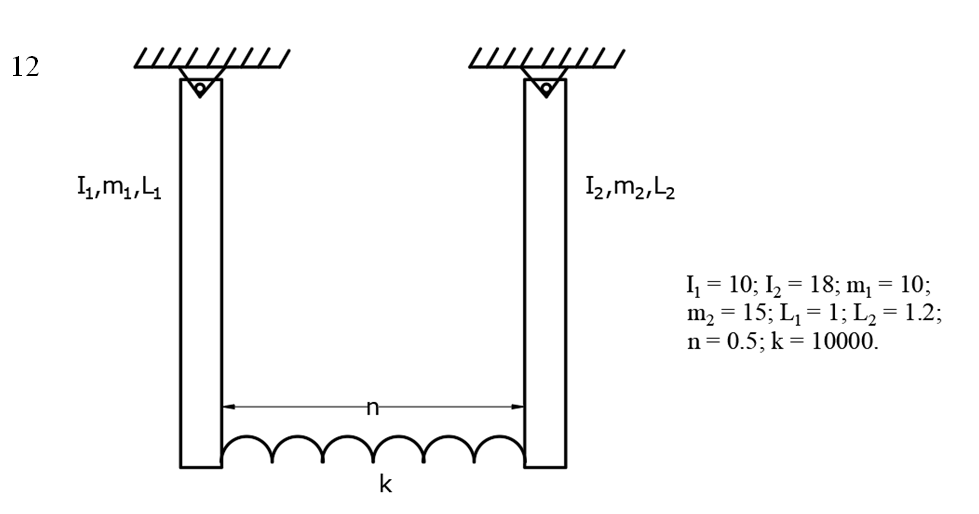 12
I₁,m₁,L₁
I₂,m₂,L₂
I₁ = 10; I₂ = 18; m₁ = 10;
m₂ = 15; L₁ = 1; L₂ = 1.2;
n = 0.5; k = 10000.
n
k